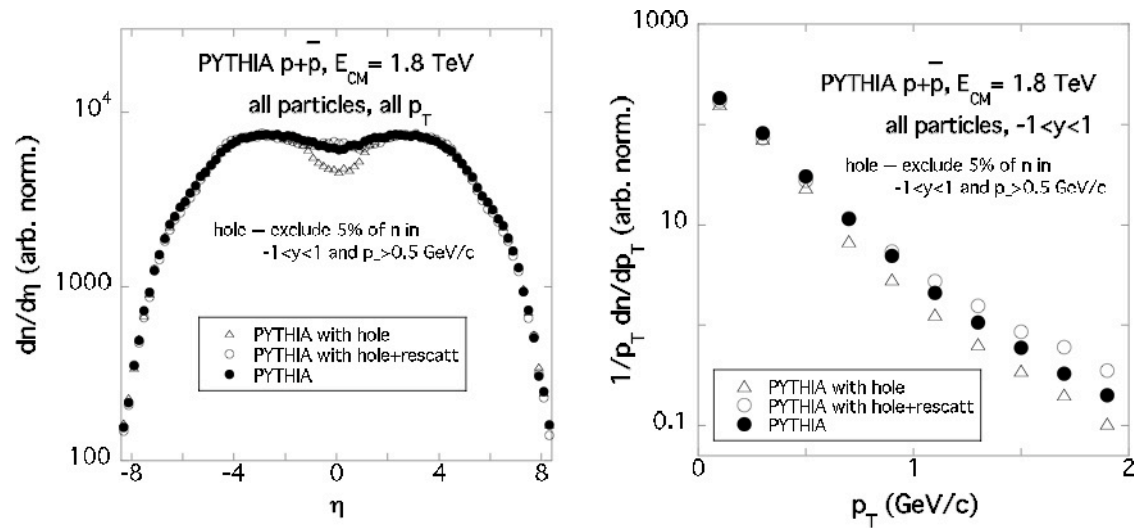 PYTHIA p+p̄, E_CM = 1.8 TeV
all particles, all p_T
hole – exclude 5% of n in
-1<y<1 and p_>0.5 GeV/c
△ PYTHIA with hole
○ PYTHIA with hole+rescatt
● PYTHIA
dn/dη (arb. norm.)
10^4
1000
100
-8 -4 0 4 8
η
PYTHIA p+p̄, E_CM = 1.8 TeV
all particles, -1<y<1
hole – exclude 5% of n in
-1<y<1 and p_>0.5 GeV/c
△ PYTHIA with hole
○ PYTHIA with hole+rescatt
● PYTHIA
1/p_T dn/dp_T (arb. norm.)
1000
10
0.1
0 1 2
p_T (GeV/c)